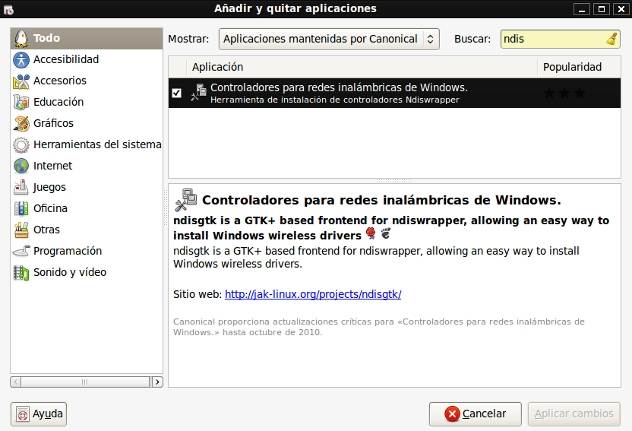 Añadir y quitar aplicaciones
Todo
Accesibilidad
Accesorios
Educación
Gráficos
Herramientas del sistema
Internet
Juegos
Oficina
Otras
Programación
Sonido y vídeo
Mostrar: Aplicaciones mantenidas por Canonical Buscar: ndis
Aplicación Popularidad
Controladores para redes inalámbricas de Windows.
Herramienta de instalación de controladores Ndiswrapper
Controladores para redes inalámbricas de Windows.
ndisgtk is a GTK+ based frontend for ndiswrapper, allowing an easy way to
install Windows wireless drivers
ndisgtk is a GTK+ based frontend for ndiswrapper, allowing an easy way to install
Windows wireless drivers.
Sitio web: http://jak-linux.org/projects/ndisgtk/
Canonical proporciona actualizaciones críticas para «Controladores para redes inalámbricas de
Windows.» hasta octubre de 2010.
Ayuda Cancelar Aplicar cambios